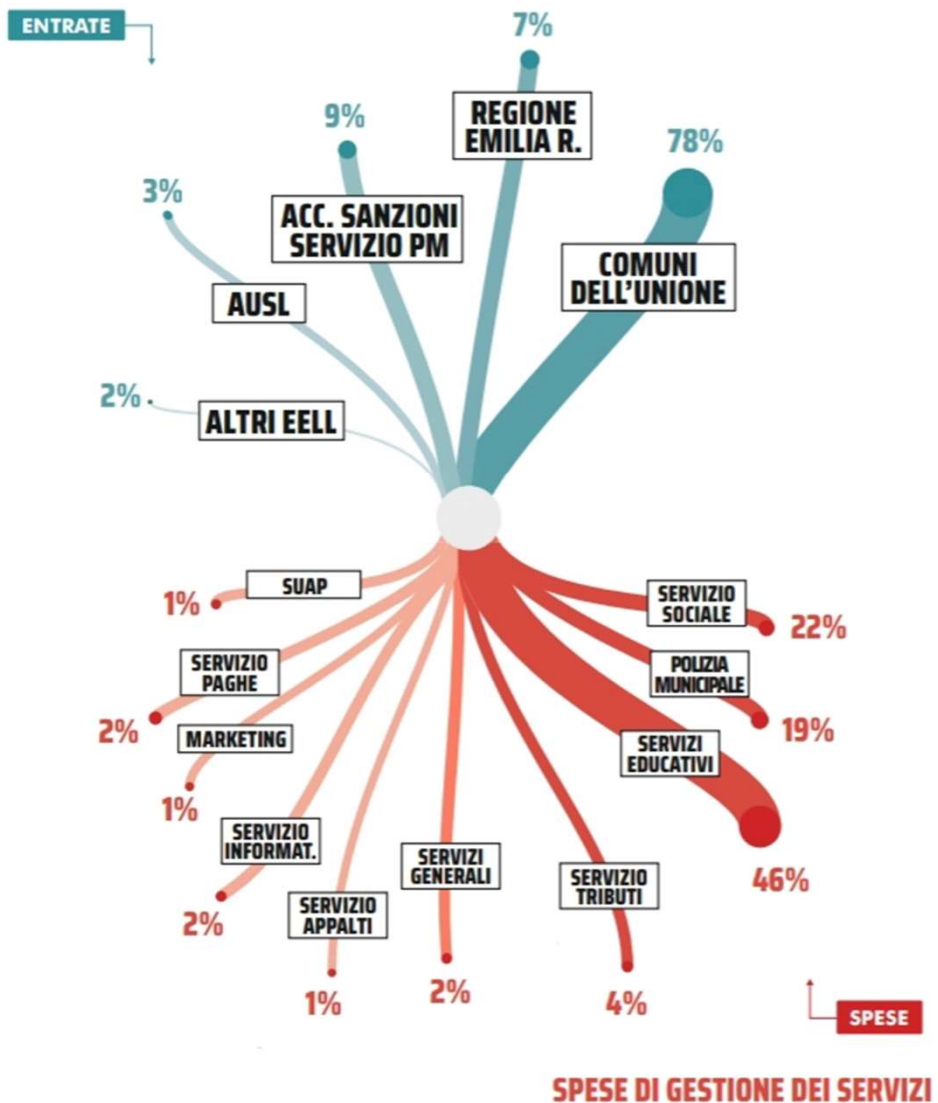 ENTRATE
7%
REGIONE
EMILIA R.
9%
78%
3%
ACC. SANZIONI
SERVIZIO PM
COMUNI
DELL'UNIONE
AUSL
2%
ALTRI EELL
SUAP
1%
SERVIZIO
SOCIALE
22%
SERVIZIO
PAGHE
2%
POLIZIA
MUNICIPALE
19%
MARKETING
1%
SERVIZI
EDUCATIVI
46%
SERVIZIO
INFORMAT.
2%
SERVIZIO
APPALTI
1%
SERVIZI
GENERALI
2%
SERVIZIO
TRIBUTI
4%
SPESE
SPESE DI GESTIONE DEI SERVIZI